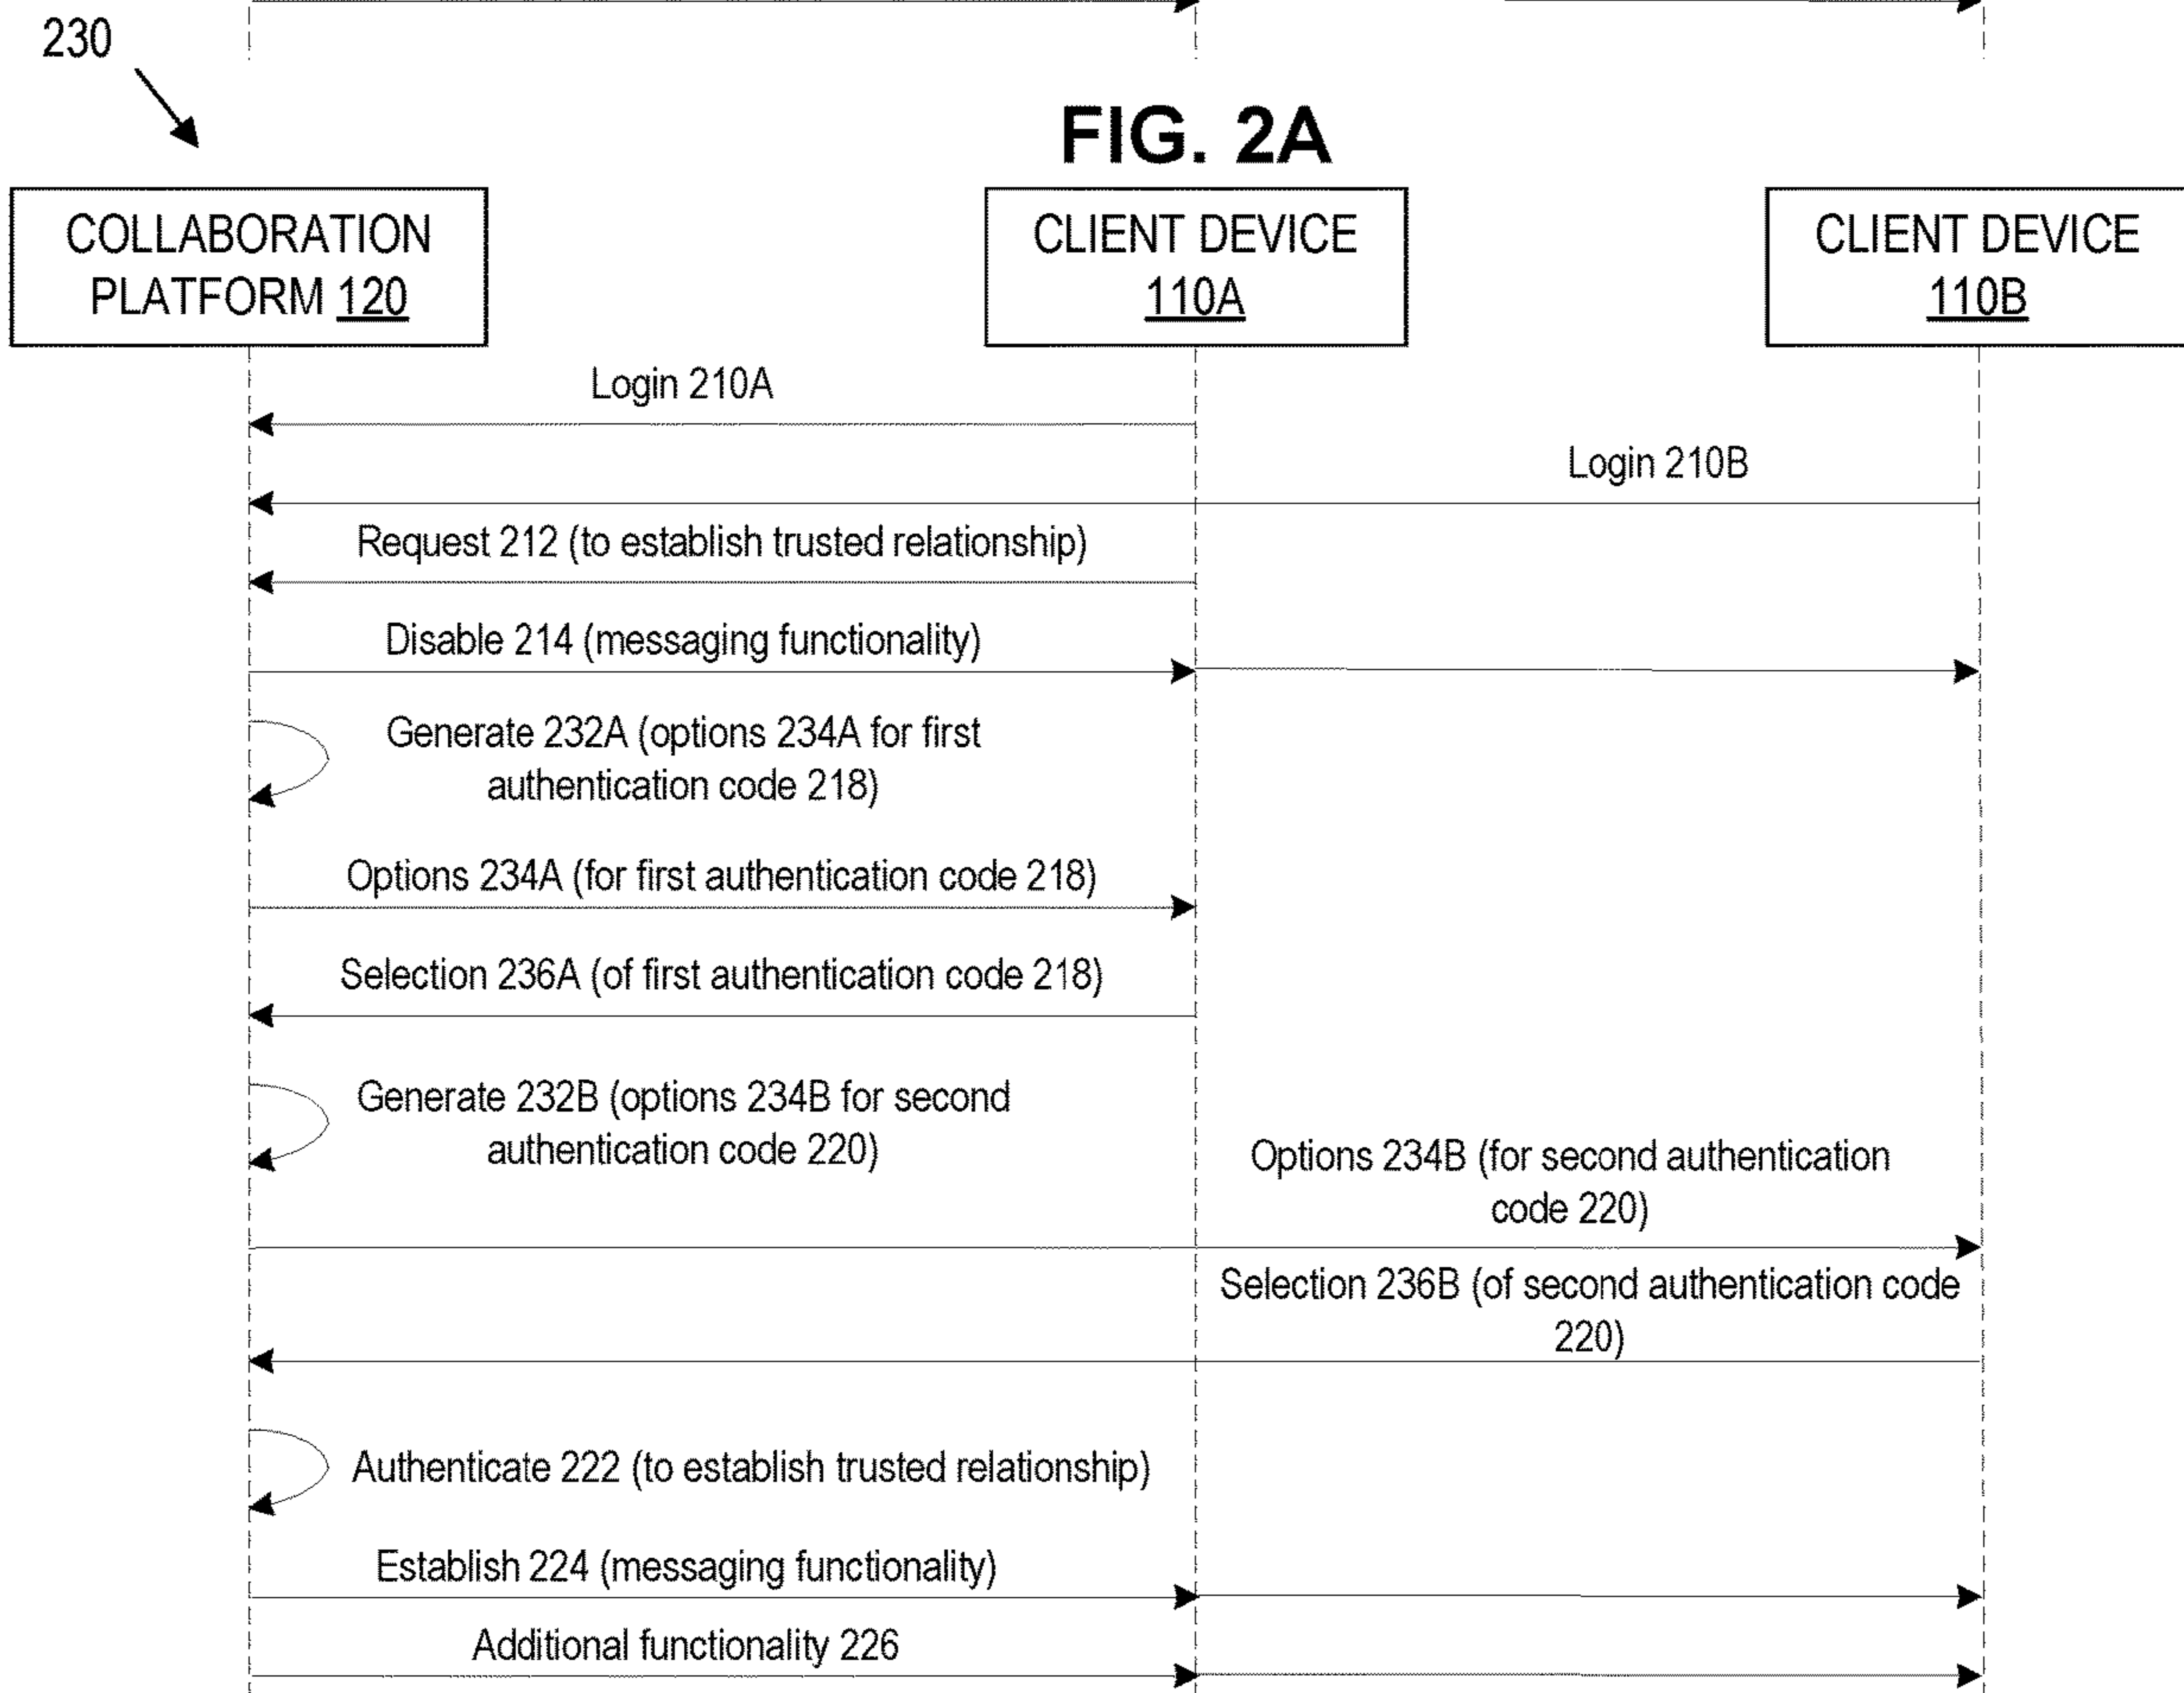 230
FIG. 2A
COLLABORATION
PLATFORM 120
CLIENT DEVICE
110A
CLIENT DEVICE
110B
Login 210A
Login 210B
Request 212 (to establish trusted relationship)
Disable 214 (messaging functionality)
Generate 232A (options 234A for first
authentication code 218)
Options 234A (for first authentication code 218)
Selection 236A (of first authentication code 218)
Generate 232B (options 234B for second
authentication code 220)
Options 234B (for second authentication
code 220)
Selection 236B (of second authentication code
220)
Authenticate 222 (to establish trusted relationship)
Establish 224 (messaging functionality)
Additional functionality 226